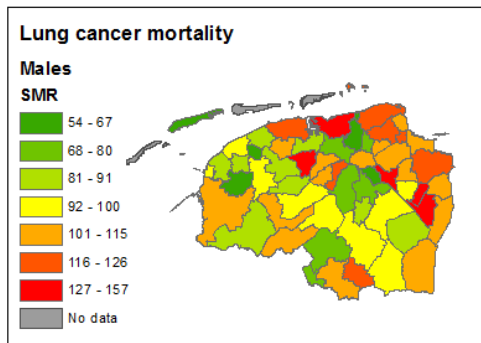 Lung cancer mortality
Males
SMR
54 - 67
68 - 80
81 - 91
92 - 100
101 - 115
116 - 126
127 - 157
No data